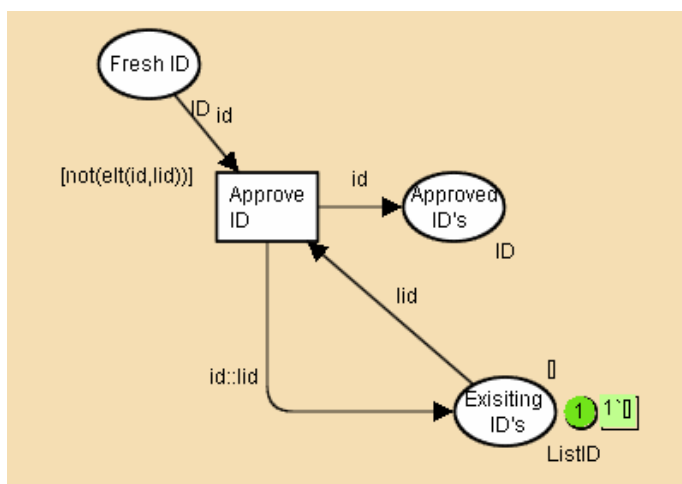 Fresh ID
ID id
[not(elt(id,lid))]
Approve
ID
id
Approved
ID's
ID
lid
id::lid
[]
Exisiting
ID's
1
1`[]
ListID